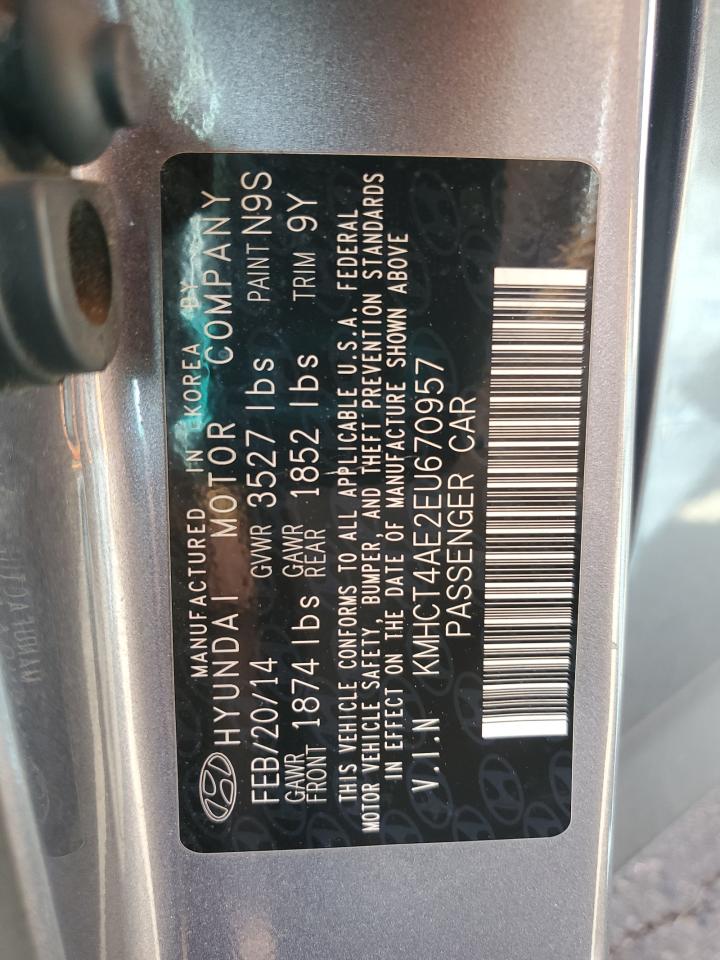 MANUFACTURED IN KOREA BY
HYUNDAI MOTOR COMPANY
FEB/20/14 GVWR 3527 lbs PAINT N9S
GAWR FRONT 1874 lbs GAWR REAR 1852 lbs TRIM 9Y
THIS VEHICLE CONFORMS TO ALL APPLICABLE U.S.A. FEDERAL
MOTOR VEHICLE SAFETY, BUMPER, AND THEFT PREVENTION STANDARDS
IN EFFECT ON THE DATE OF MANUFACTURE SHOWN ABOVE
V.I.N KMHCT4AE2EU670957
PASSENGER CAR